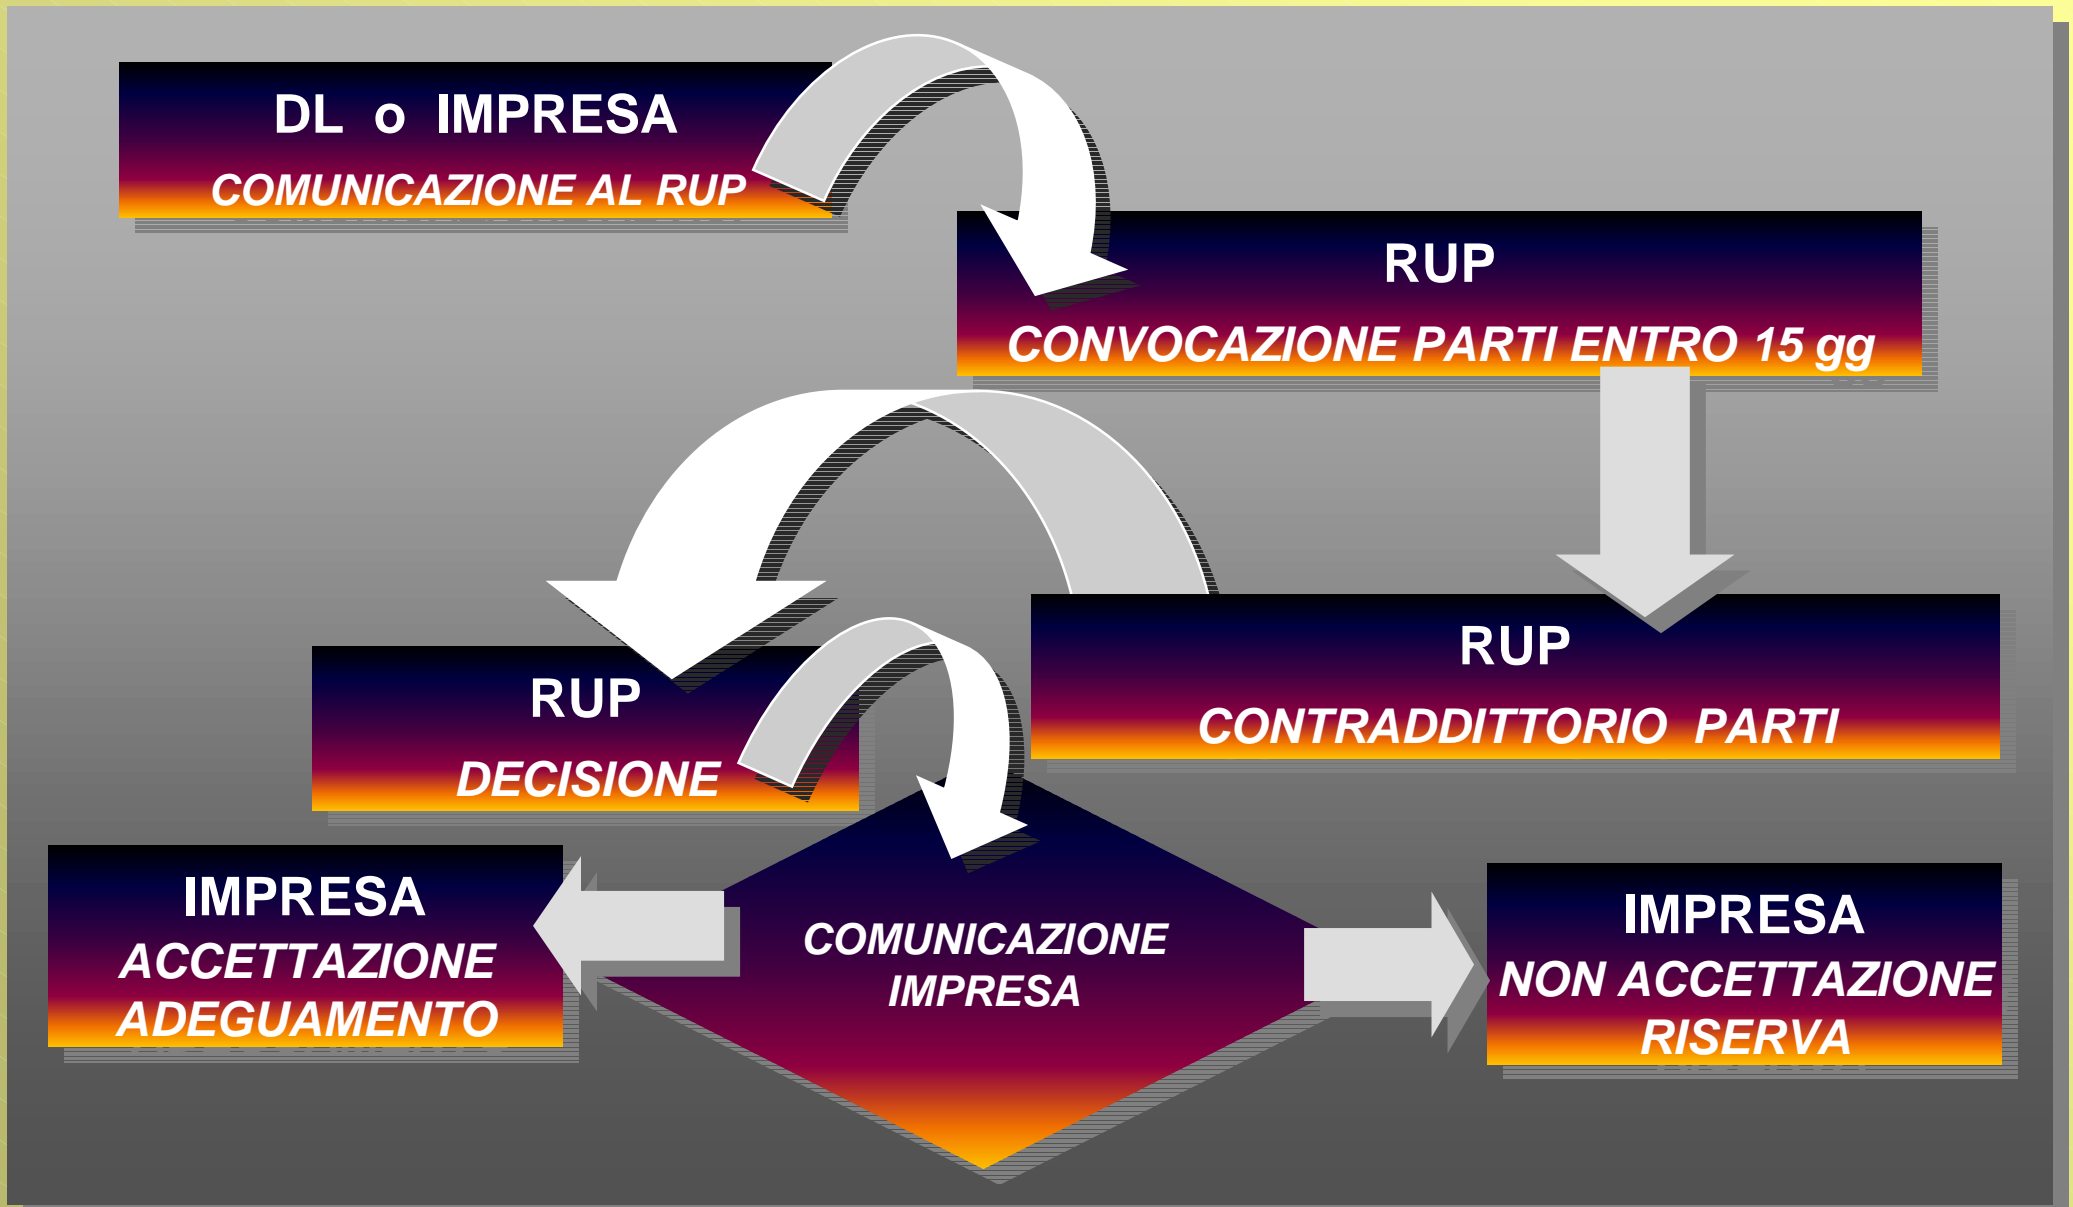 DL o IMPRESA
COMUNICAZIONE AL RUP
RUP
CONVOCAZIONE PARTI ENTRO 15 gg
RUP
CONTRADDITTORIO PARTI
RUP
DECISIONE
COMUNICAZIONE
IMPRESA
IMPRESA
ACCETTAZIONE
ADEGUAMENTO
IMPRESA
NON ACCETTAZIONE
RISERVA